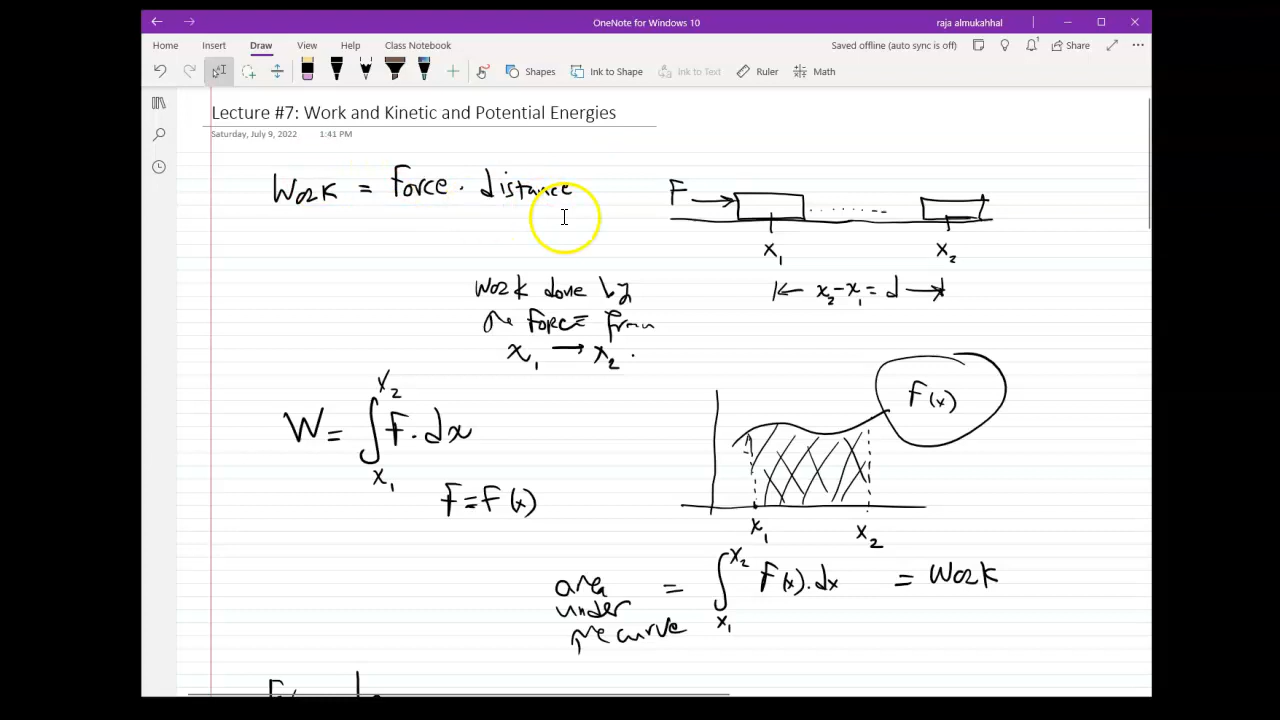 OneNote for Windows 10
raja almukahhal
Home Insert Draw View Help Class Notebook
Saved offline (auto sync is off)
Share
Shapes
Ink to Shape
Ink to Text
Ruler
Math
Lecture #7: Work and Kinetic and Potential Energies
Saturday, July 9, 2022 1:41 PM
Work = Force . distance
F
x₁ x₂
x₂-x₁ = d
Work done by
the force from
x₁ → x₂ .
W = ∫ₓ₁ˣ² F. dx
F = F(x)
F(x)
x₁ x₂
area under the curve = ∫ₓ₁ˣ² F(x). dx = Work